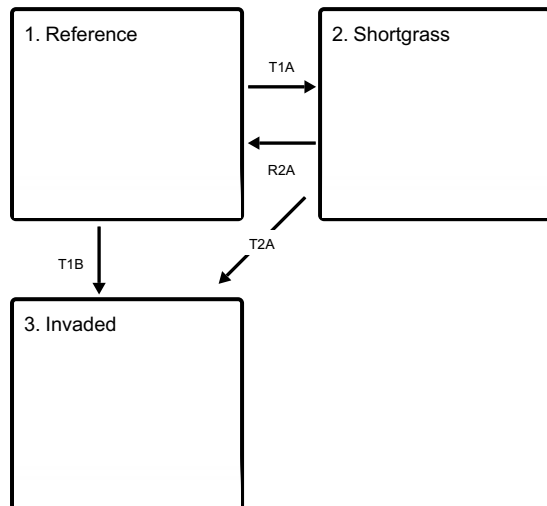 1. Reference
2. Shortgrass
T1A
R2A
T2A
T1B
3. Invaded